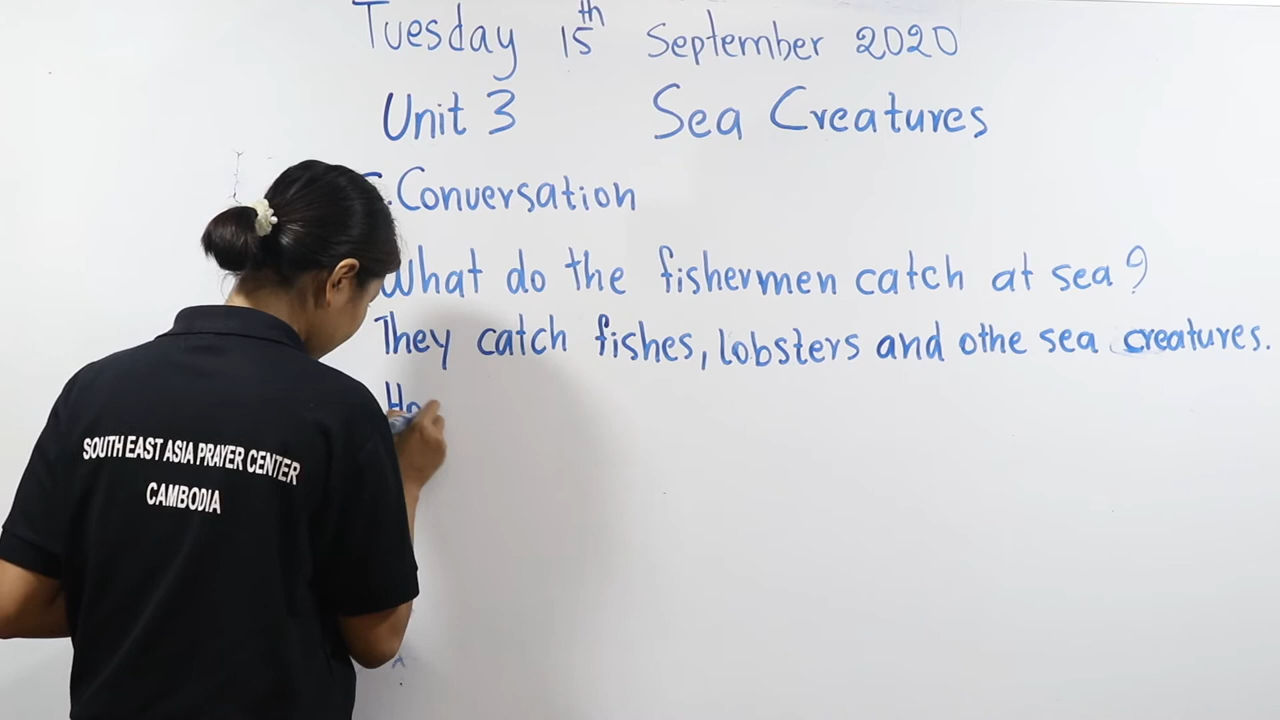 Tuesday 15th September 2020
Unit 3 Sea Creatures
.Conversation
What do the fishermen catch at sea?
They catch fishes, lobsters and othe sea creatures.
SOUTH EAST ASIA PRAYER CENTER
CAMBODIA